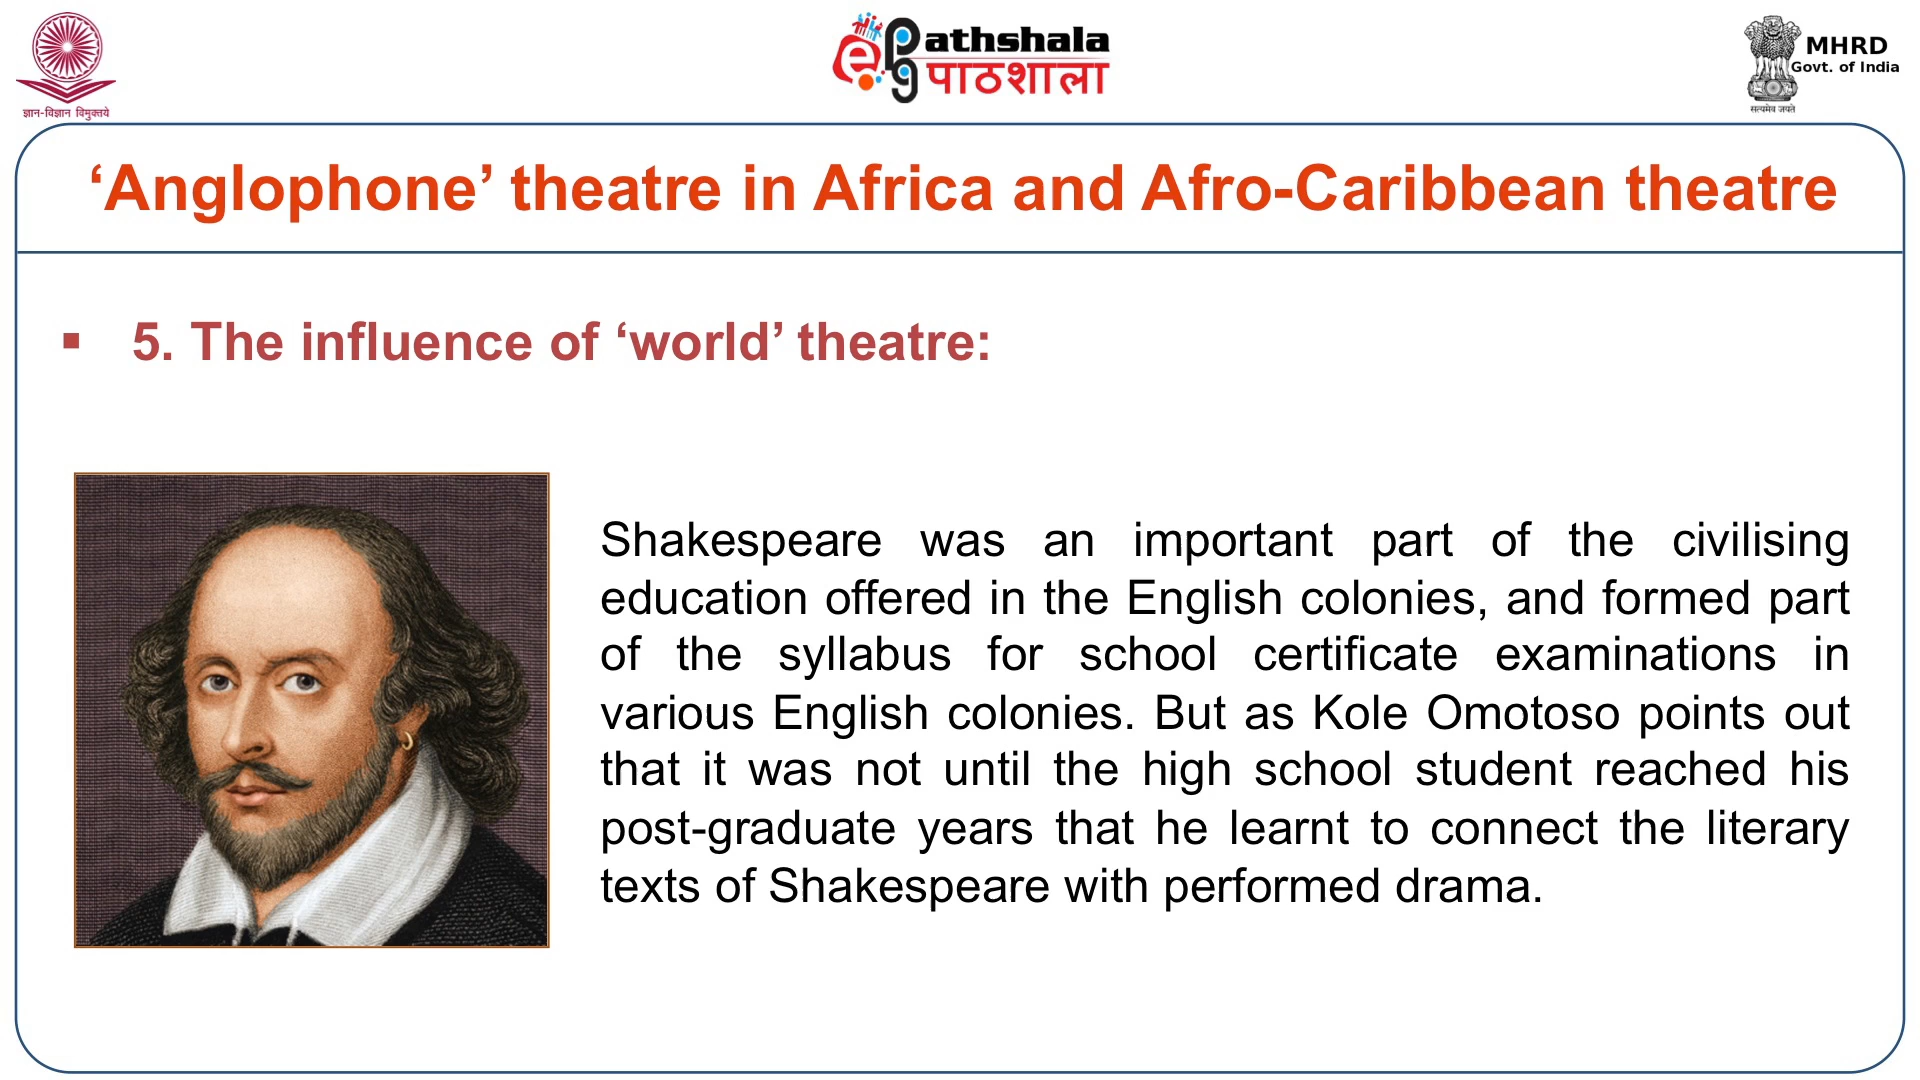 ज्ञान-विज्ञान विमुक्तये
ePg Pathshala
पाठशाला
MHRD
Govt. of India
सत्यमेव जयते
‘Anglophone’ theatre in Africa and Afro-Caribbean theatre
▪ 5. The influence of ‘world’ theatre:
Shakespeare was an important part of the civilising
education offered in the English colonies, and formed part
of the syllabus for school certificate examinations in
various English colonies. But as Kole Omotoso points out
that it was not until the high school student reached his
post-graduate years that he learnt to connect the literary
texts of Shakespeare with performed drama.